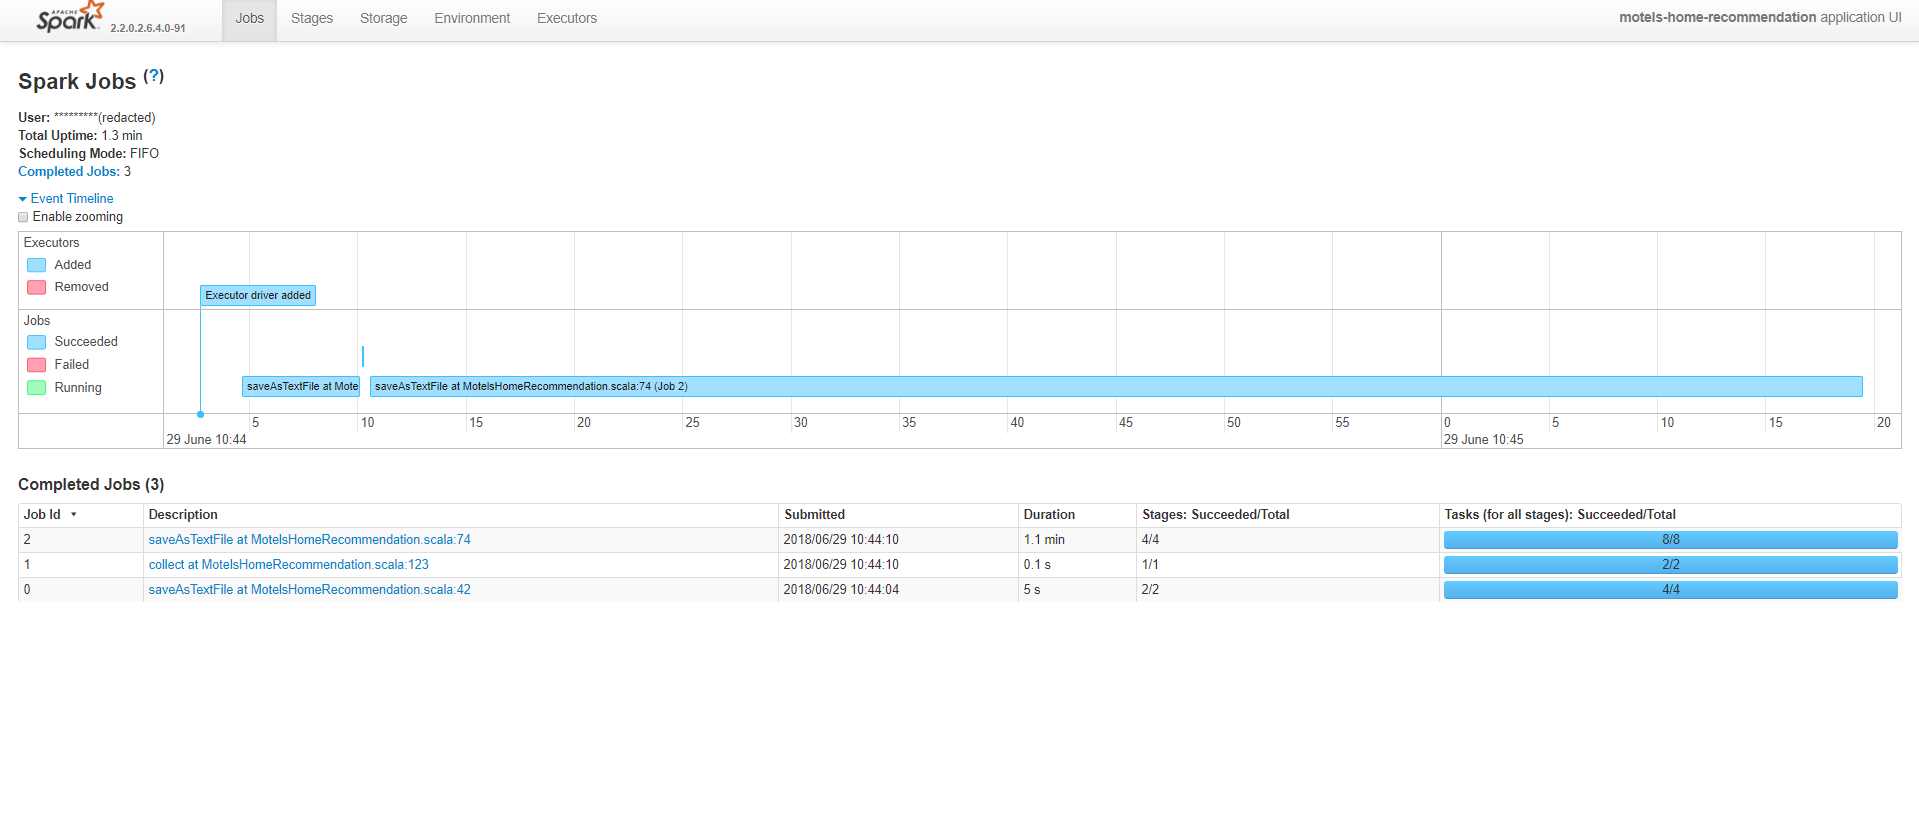 APACHE Spark 2.2.0.2.6.4.0-91 Jobs Stages Storage Environment Executors motels-home-recommendation application UI
Spark Jobs (?)
User: *********(redacted)
Total Uptime: 1.3 min
Scheduling Mode: FIFO
Completed Jobs: 3
Event Timeline
Enable zooming
Executors
Added
Removed
Executor driver added
Jobs
Succeeded
Failed
Running
saveAsTextFile at Mote saveAsTextFile at MotelsHomeRecommendation.scala:74 (Job 2)
5 10 15 20 25 30 35 40 45 50 55 0 5 10 15 20
29 June 10:44 29 June 10:45
Completed Jobs (3)
Job Id Description Submitted Duration Stages: Succeeded/Total Tasks (for all stages): Succeeded/Total
2 saveAsTextFile at MotelsHomeRecommendation.scala:74 2018/06/29 10:44:10 1.1 min 4/4 8/8
1 collect at MotelsHomeRecommendation.scala:123 2018/06/29 10:44:10 0.1 s 1/1 2/2
0 saveAsTextFile at MotelsHomeRecommendation.scala:42 2018/06/29 10:44:04 5 s 2/2 4/4